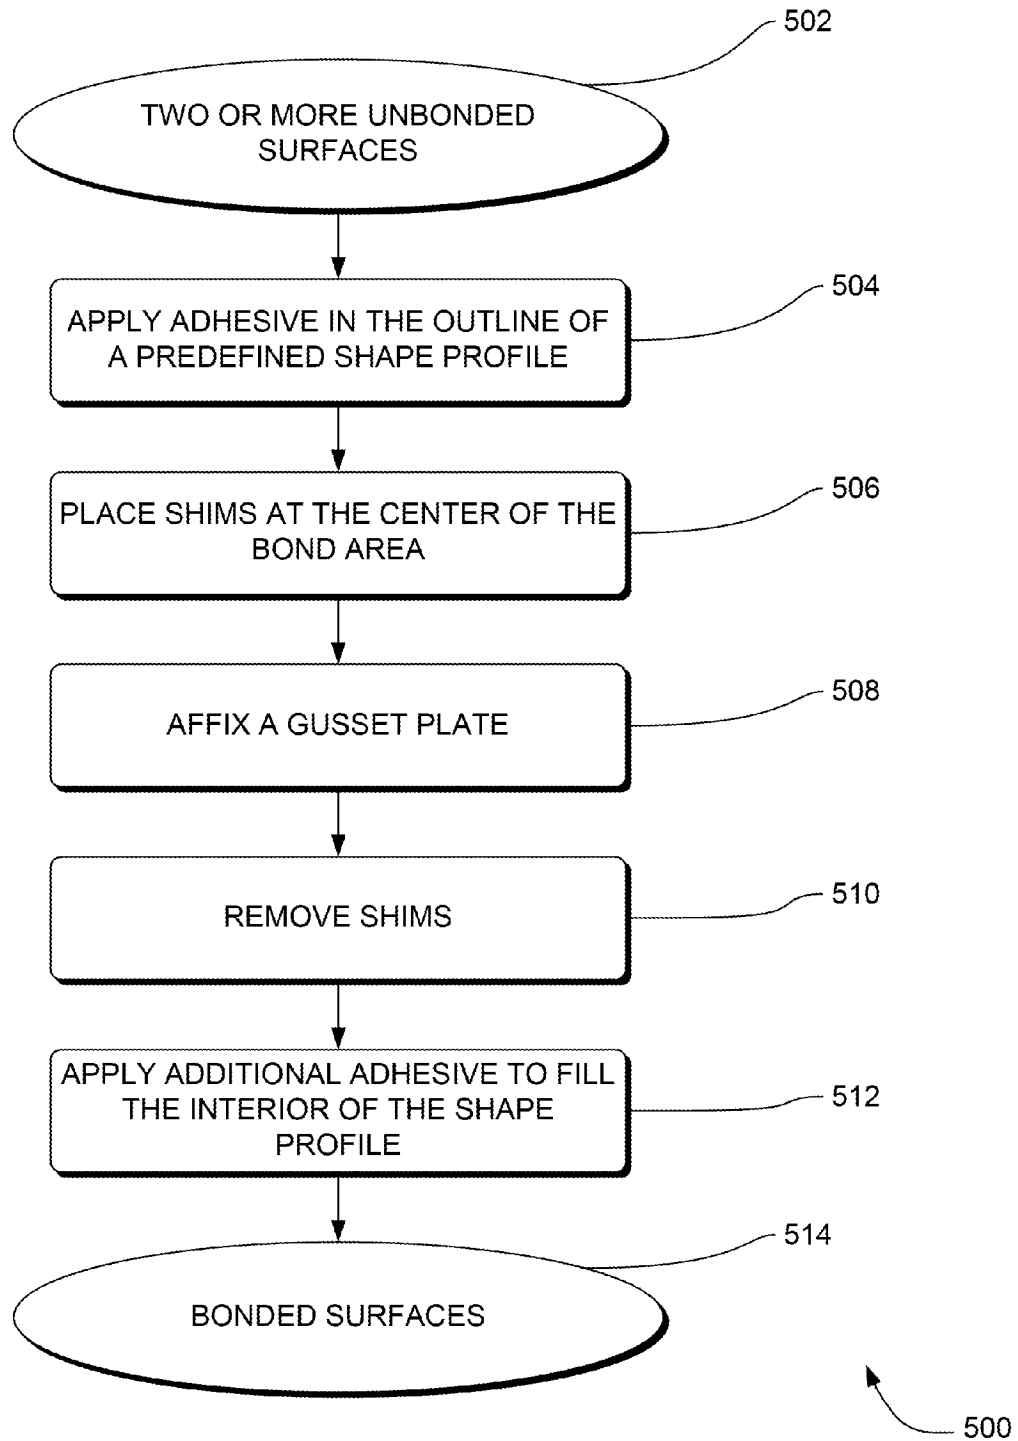 502
TWO OR MORE UNBONDED
SURFACES
504
APPLY ADHESIVE IN THE OUTLINE OF
A PREDEFINED SHAPE PROFILE
506
PLACE SHIMS AT THE CENTER OF THE
BOND AREA
508
AFFIX A GUSSET PLATE
510
REMOVE SHIMS
512
APPLY ADDITIONAL ADHESIVE TO FILL
THE INTERIOR OF THE SHAPE
PROFILE
514
BONDED SURFACES
500